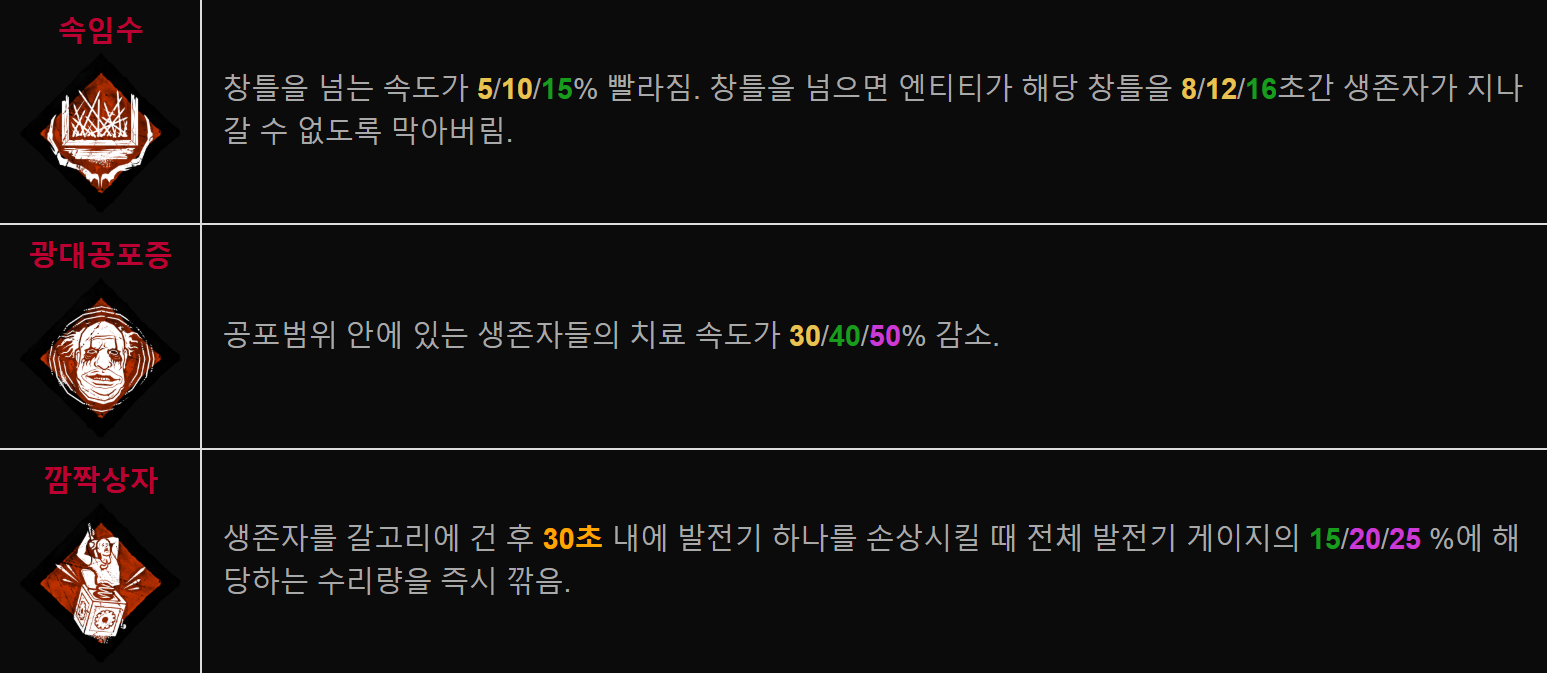 속임수
창틀을 넘는 속도가 5/10/15% 빨라짐. 창틀을 넘으면 엔티티가 해당 창틀을 8/12/16초간 생존자가 지나
갈 수 없도록 막아버림.
광대공포증
공포범위 안에 있는 생존자들의 치료 속도가 30/40/50% 감소.
깜짝상자
생존자를 갈고리에 건 후 30초 내에 발전기 하나를 손상시킬 때 전체 발전기 게이지의 15/20/25 %에 해
당하는 수리량을 즉시 깎음.